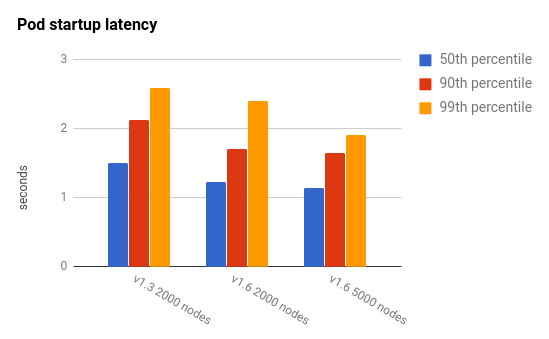 Pod startup latency
50th percentile
90th percentile
99th percentile
seconds
3
2
1
0
v1.3 2000 nodes
v1.6 2000 nodes
v1.6 5000 nodes